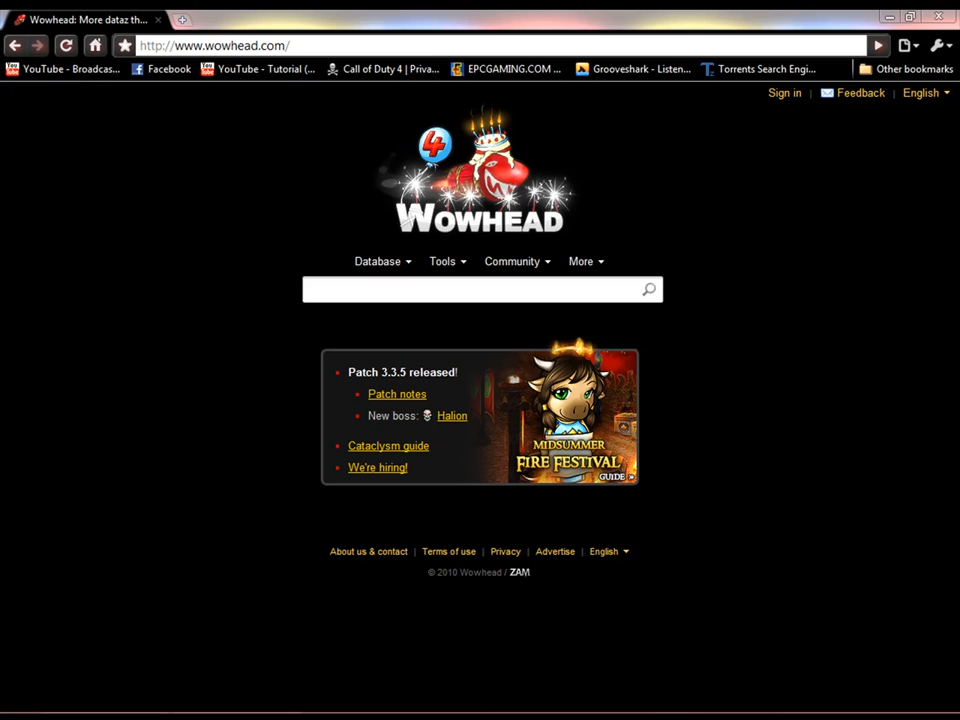 Wowhead: More dataz th...
http://www.wowhead.com/
YouTube - Broadcas...
Facebook
YouTube - Tutorial (...
Call of Duty 4 | Priva...
EPCGAMING.COM ...
Grooveshark - Listen...
Torrents Search Engi...
Other bookmarks
Sign in | Feedback | English
4
WOWHEAD
Database Tools Community More
Patch 3.3.5 released!
Patch notes
New boss: Halion
Cataclysm guide
We're hiring!
MIDSUMMER
FIRE FESTIVAL
GUIDE »
About us & contact | Terms of use | Privacy | Advertise | English
© 2010 Wowhead / ZAM